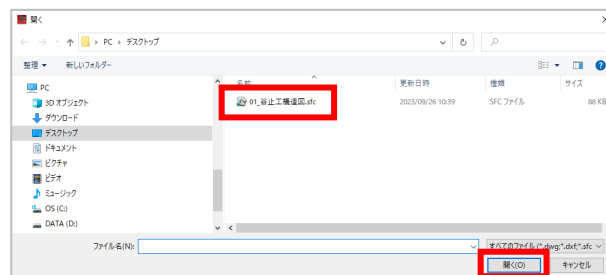 開く
PC › デスクトップ
整理 新しいフォルダー
名前 更新日時 種類 サイズ
PC
3D オブジェクト
ダウンロード
デスクトップ
ドキュメント
ピクチャ
ビデオ
ミュージック
OS (C:)
DATA (D:)
01_谷止工構造図.sfc 2023/09/26 10:39 SFC ファイル 88 KB
ファイル名(N): すべてのファイル (*.dwg;*.dxf;*.sfc
開く(O) キャンセル